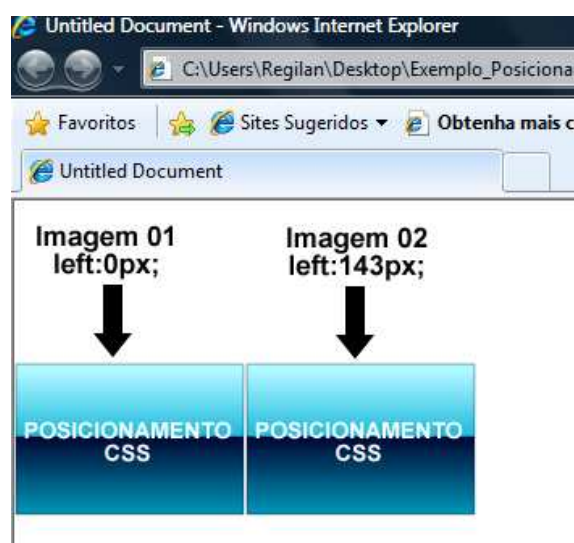 Untitled Document - Windows Internet Explorer
C:\Users\Regilan\Desktop\Exemplo_Posiciona
Favoritos Sites Sugeridos Obtenha mais c
Untitled Document
Imagem 01
left:0px;
Imagem 02
left:143px;
POSICIONAMENTO
CSS
POSICIONAMENTO
CSS